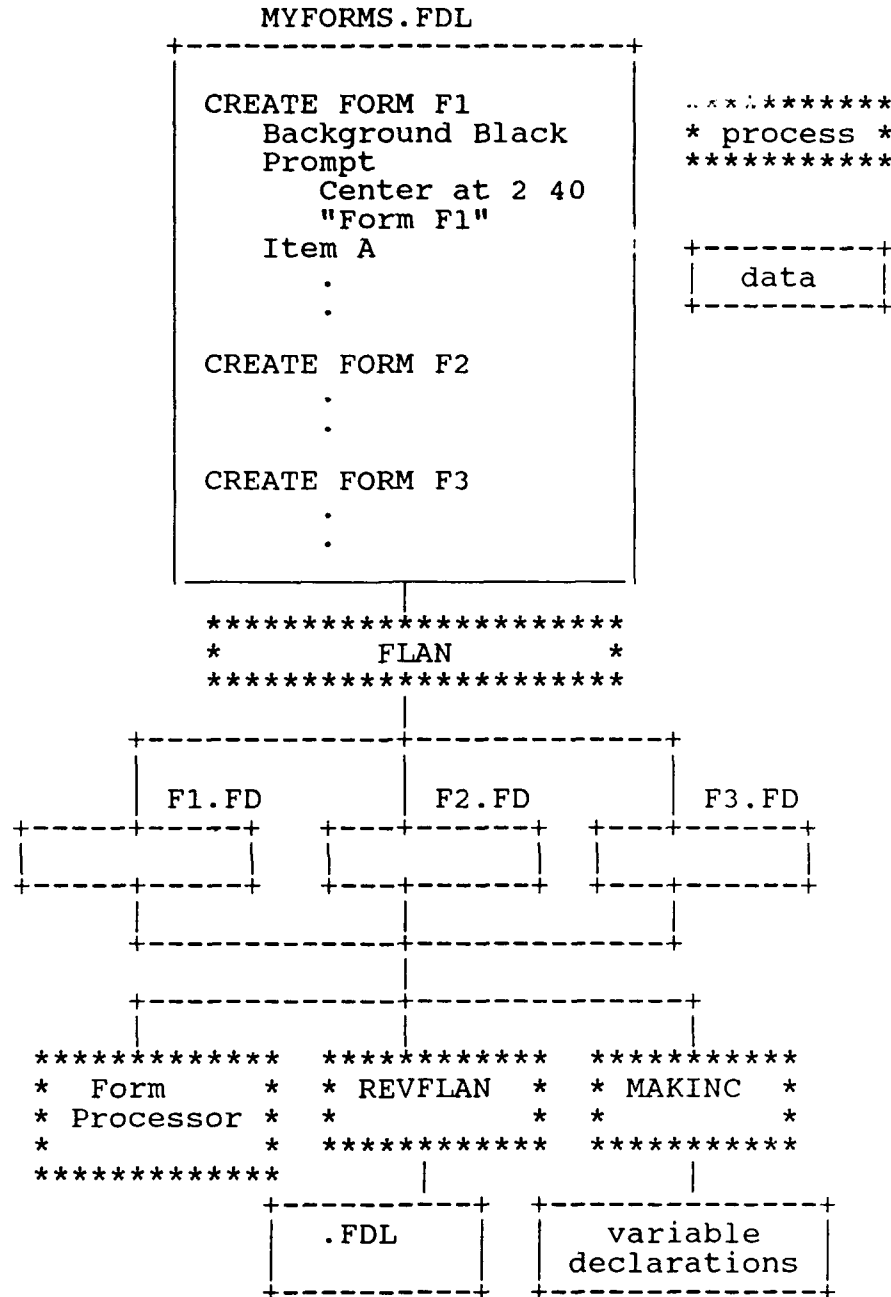 MYFORMS.FDL
CREATE FORM F1
Background Black
Prompt
Center at 2 40
"Form F1"
Item A
.
.
CREATE FORM F2
.
.
CREATE FORM F3
.
.
process
data
FLAN
F1.FD
F2.FD
F3.FD
Form
Processor
REVFLAN
MAKINC
.FDL
variable
declarations